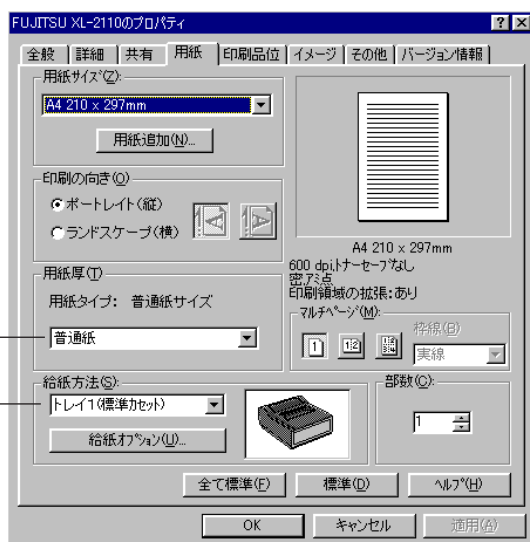 FUJITSU XL-2110のプロパティ
全般 詳細 共有 用紙 印刷品位 イメージ その他 バージョン情報
用紙サイズ(Z):
A4 210 x 297mm
用紙追加(N)...
印刷の向き(O)
ポートレイト(縦)
ランドスケープ(横)
A4 210 x 297mm
600 dpi,トナーセーブなし
密アミ点
印刷領域の拡張:あり
用紙厚(T)
用紙タイプ: 普通紙サイズ
普通紙
マルチページ(M):
枠線(B)
実線
給紙方法(S):
トレイ1(標準カセット)
給紙オプション(U)...
部数(C):
1
全て標準(F) 標準(D) ヘルプ(H)
OK キャンセル 適用(A)